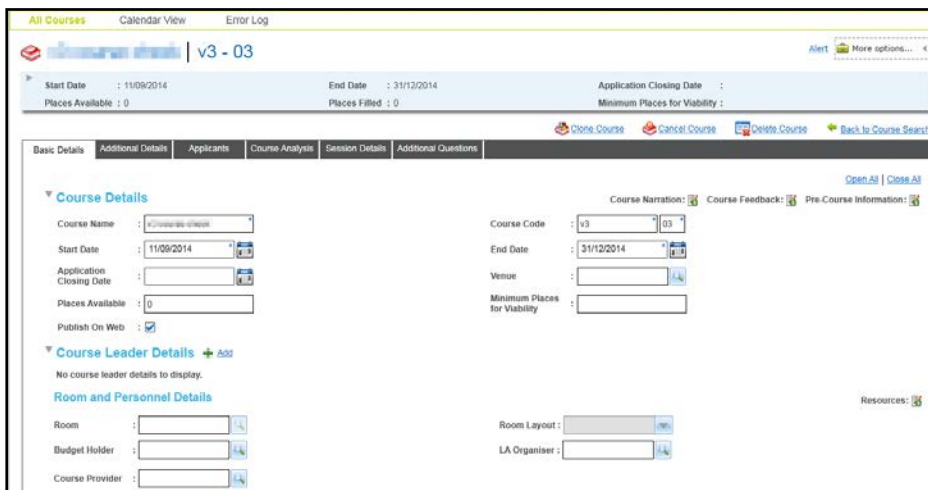 All Courses Calendar View Error Log
v3 - 03 Alert More options...
Start Date : 11/09/2014 End Date : 31/12/2014 Application Closing Date :
Places Available : 0 Places Filled : 0 Minimum Places for Viability :
Clone Course Cancel Course Delete Course Back to Course Search
Basic Details Additional Details Applicants Course Analysis Session Details Additional Questions
Open All | Close All
Course Details Course Narration: Course Feedback: Pre-Course Information:
Course Name : Course Code : v3 * 03 *
Start Date : 11/09/2014 * End Date : 31/12/2014 *
Application Closing Date : Venue :
Places Available : 0 Minimum Places for Viability :
Publish On Web :
Course Leader Details Add
No course leader details to display.
Room and Personnel Details Resources:
Room : Room Layout :
Budget Holder : LA Organiser :
Course Provider :